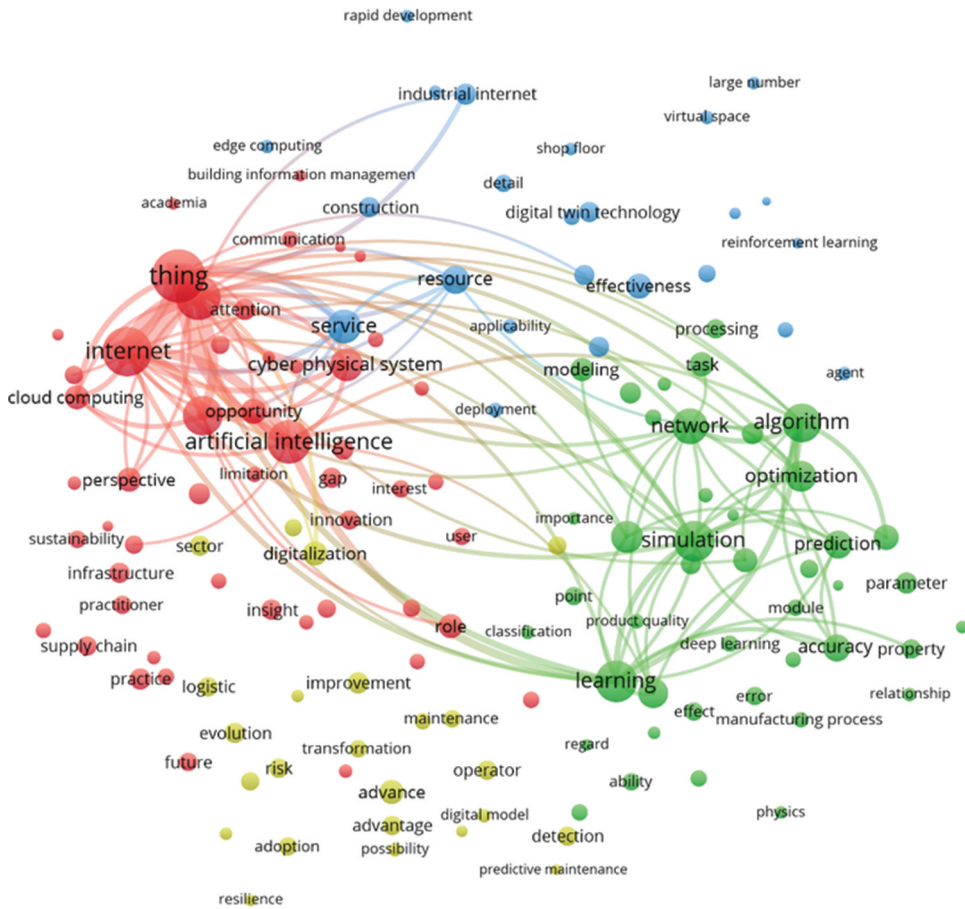 rapid development
large number
industrial internet
virtual space
edge computing
shop floor
building information managemen
detail
academia
construction
digital twin technology
communication
reinforcement learning
thing
resource
effectiveness
attention
service
applicability
processing
internet
cyber physical system
modeling
task
agent
cloud computing
opportunity
deployment
algorithm
network
artificial intelligence
limitation
gap
optimization
perspective
interest
innovation
importance
sustainability
sector
digitalization
user
simulation
prediction
infrastructure
parameter
practitioner
insight
point
module
role
classification
product quality
supply chain
deep learning
accuracy
property
practice
logistic
improvement
learning
relationship
error
effect
manufacturing process
evolution
maintenance
transformation
regard
future
risk
operator
ability
advance
digital model
physics
advantage
detection
adoption
possibility
predictive maintenance
resilience